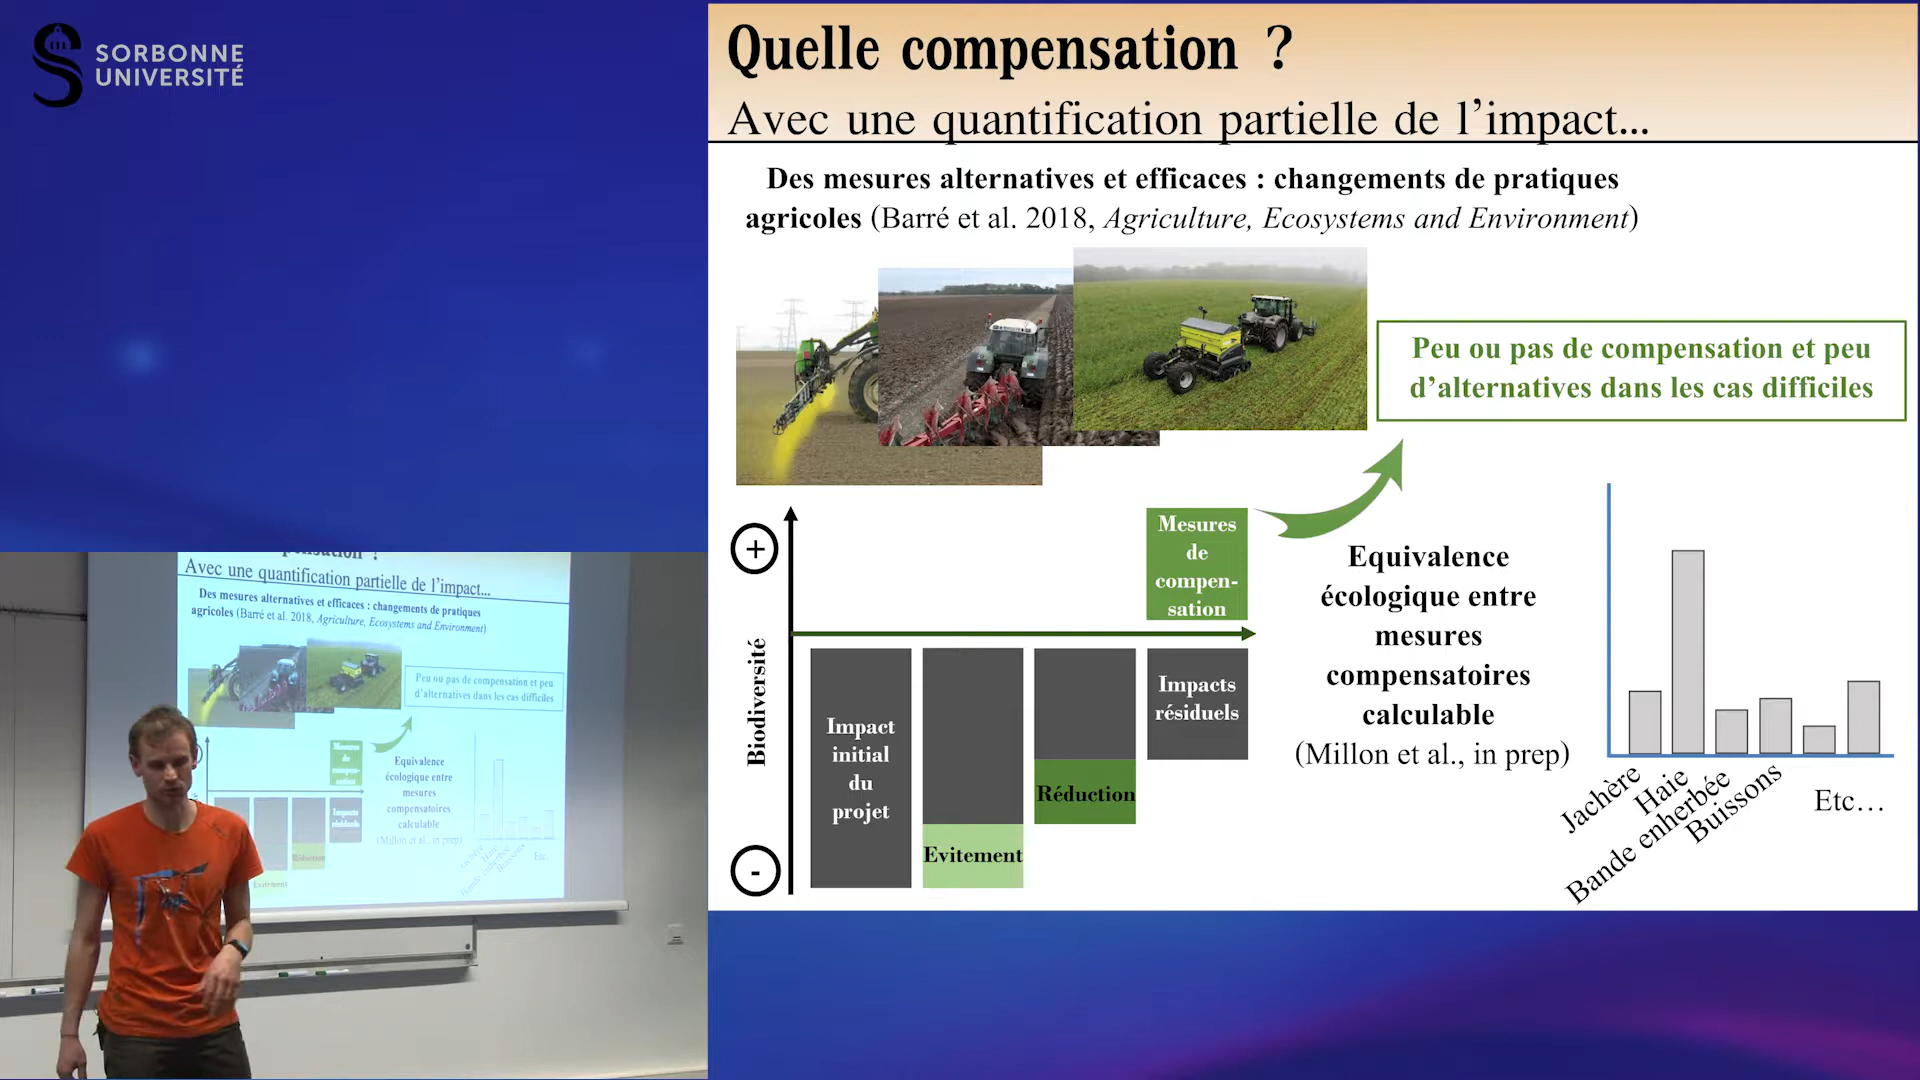 SORBONNE
UNIVERSITÉ
Quelle compensation ?
Avec une quantification partielle de l'impact...
Des mesures alternatives et efficaces : changements de pratiques
agricoles (Barré et al. 2018, Agriculture, Ecosystems and Environment)
Peu ou pas de compensation et peu
d'alternatives dans les cas difficiles
+
Biodiversité
-
Mesures
de
compen-
sation
Impact
initial
du
projet
Evitement
Réduction
Impacts
résiduels
Equivalence
écologique entre
mesures
compensatoires
calculable
(Millon et al., in prep)
Jachère
Haie
Bande enherbée
Buissons
Etc…
Avec une quantification partielle de l'impact...
Des mesures alternatives et efficaces : changements de pratiques
agricoles (Barré et al. 2018, Agriculture, Ecosystems and Environment)
Peu ou pas de compensation et peu
d'alternatives dans les cas difficiles
Mesures
de
compen-
sation
Evitement
Réduction
Impacts
résiduels
Equivalence
écologique entre
mesures
compensatoires
calculable
(Millon et al., in prep)
Etc